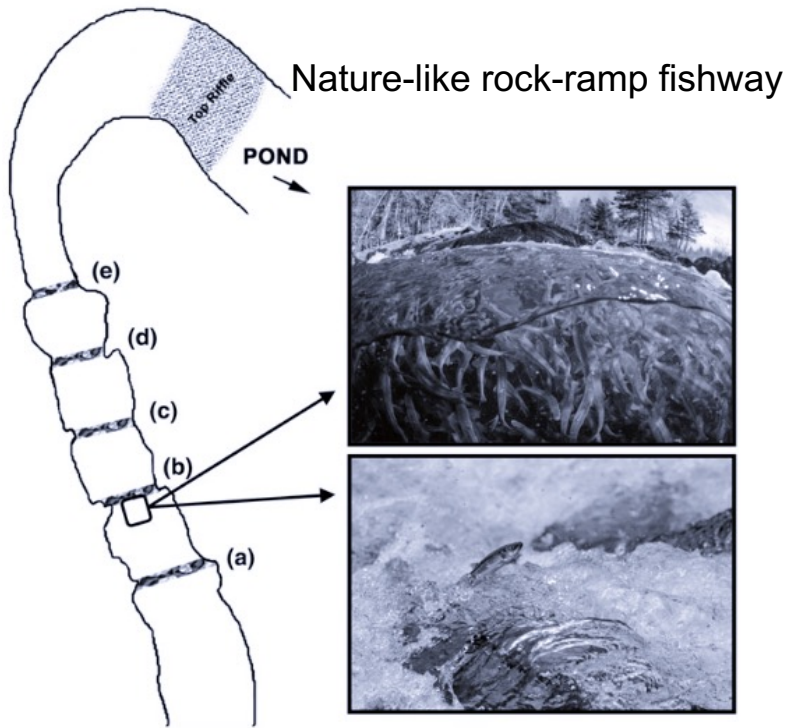 Nature-like rock-ramp fishway
Top Riffle
POND
(e)
(d)
(c)
(b)
(a)